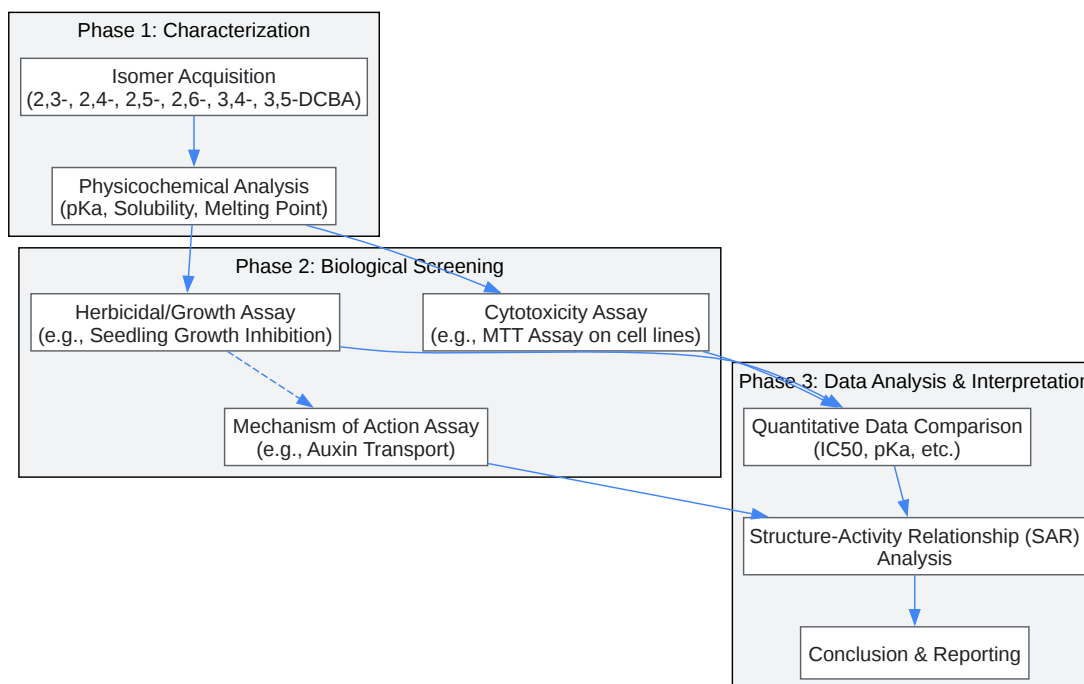 Phase 1: Characterization
Isomer Acquisition
(2,3-, 2,4-, 2,5-, 2,6-, 3,4-, 3,5-DCBA)
Physicochemical Analysis
(pKa, Solubility, Melting Point)
Phase 2: Biological Screening
Herbicidal/Growth Assay
(e.g., Seedling Growth Inhibition)
Cytotoxicity Assay
(e.g., MTT Assay on cell lines)
Mechanism of Action Assay
(e.g., Auxin Transport)
Phase 3: Data Analysis & Interpretation
Quantitative Data Comparison
(IC50, pKa, etc.)
Structure-Activity Relationship (SAR)
Analysis
Conclusion & Reporting